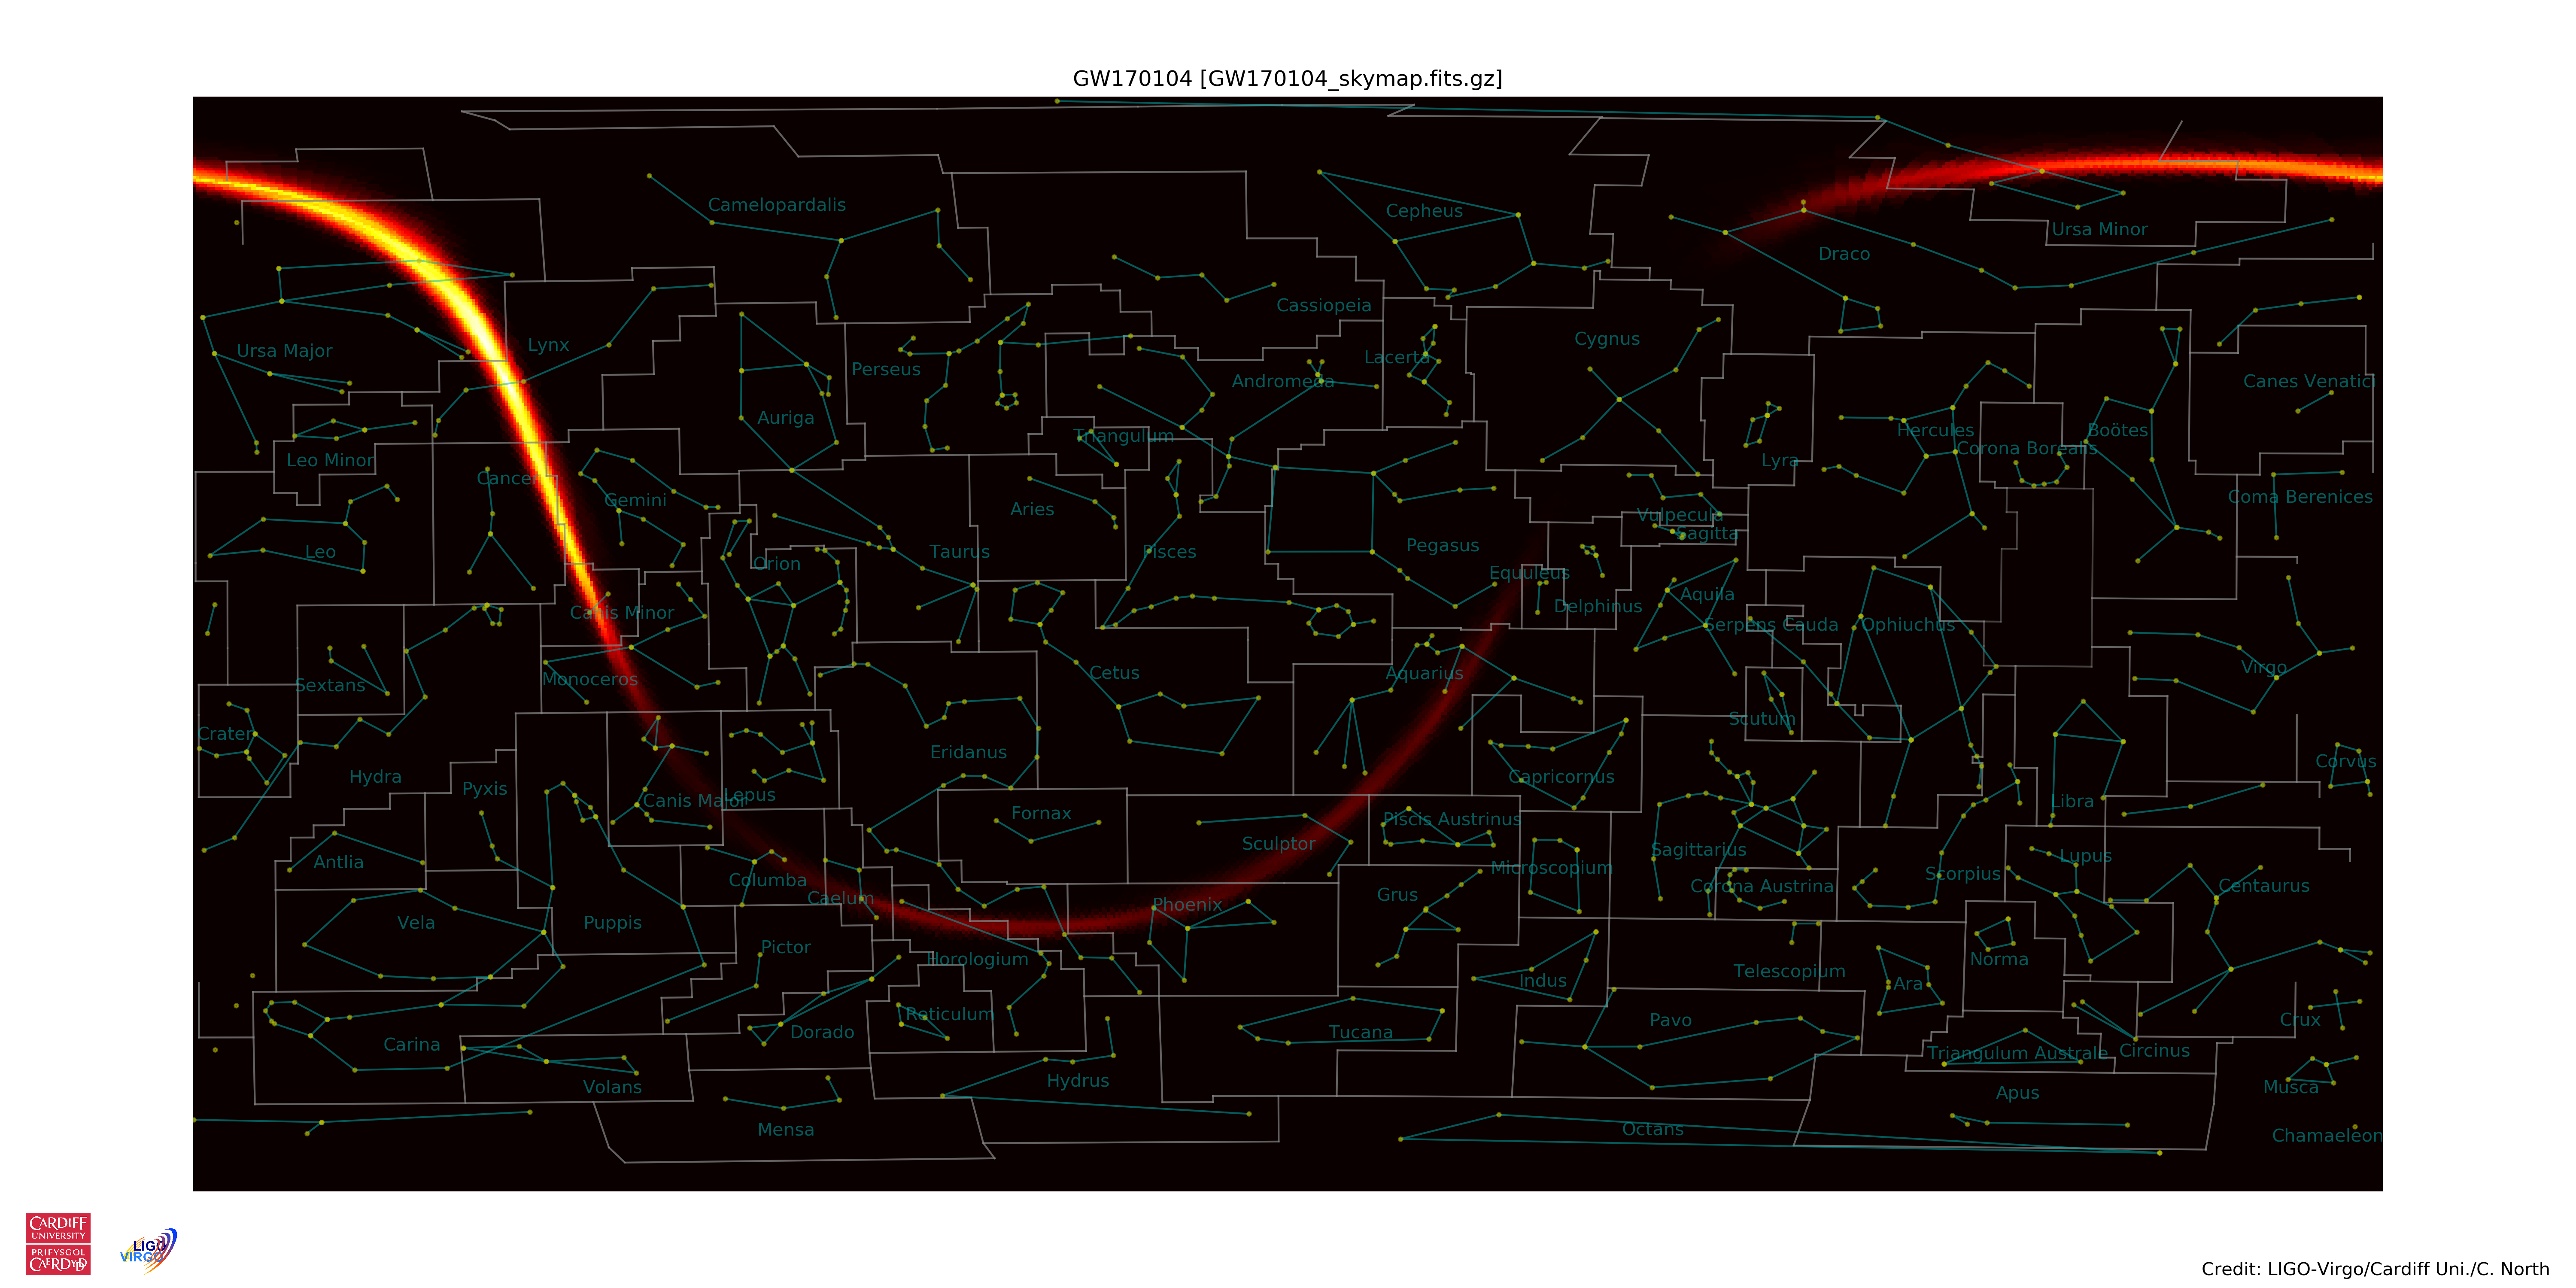 GW170104 [GW170104_skymap.fits.gz]
Camelopardalis
Cepheus
Ursa Minor
Draco
Cassiopeia
Ursa Major
Lynx
Perseus
Lacerta
Cygnus
Andromeda
Canes Venatici
Auriga
Triangulum
Hercules
Boötes
Corona Borealis
Leo Minor
Lyra
Cancer
Gemini
Aries
Coma Berenices
Vulpecula
Sagitta
Leo
Orion
Taurus
Pisces
Pegasus
Equuleus
Canis Minor
Delphinus
Aquila
Serpens Cauda
Ophiuchus
Sextans
Monoceros
Cetus
Aquarius
Virgo
Crater
Scutum
Hydra
Pyxis
Eridanus
Capricornus
Corvus
Canis Major
Lepus
Libra
Fornax
Piscis Austrinus
Sculptor
Antlia
Sagittarius
Lupus
Columba
Microscopium
Scorpius
Caelum
Phoenix
Grus
Corona Austrina
Centaurus
Vela
Puppis
Pictor
Horologium
Telescopium
Norma
Indus
Ara
Reticulum
Carina
Dorado
Tucana
Pavo
Triangulum Australe
Circinus
Crux
Volans
Hydrus
Apus
Musca
Mensa
Octans
Chamaeleon
CARDIFF
UNIVERSITY
PRIFYSGOL
CAERDYDD
LIGO
VIRGO
Credit: LIGO-Virgo/Cardiff Uni./C. North